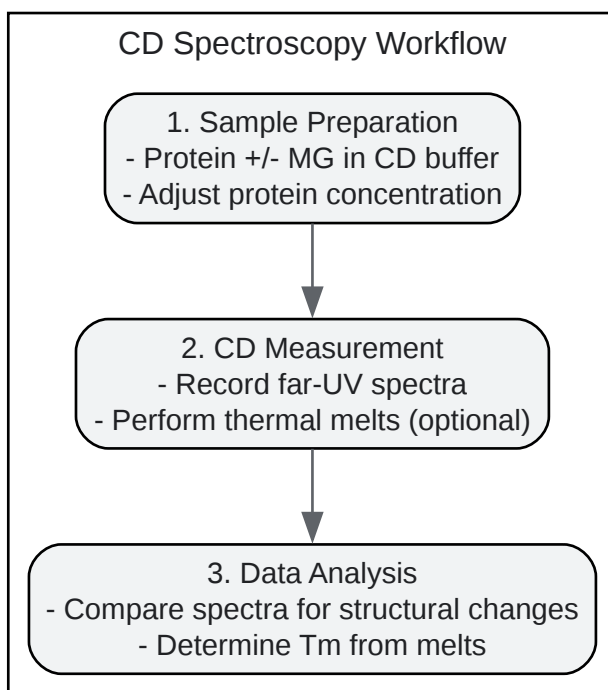 CD Spectroscopy Workflow
1. Sample Preparation
- Protein +/- MG in CD buffer
- Adjust protein concentration
2. CD Measurement
- Record far-UV spectra
- Perform thermal melts (optional)
3. Data Analysis
- Compare spectra for structural changes
- Determine Tm from melts